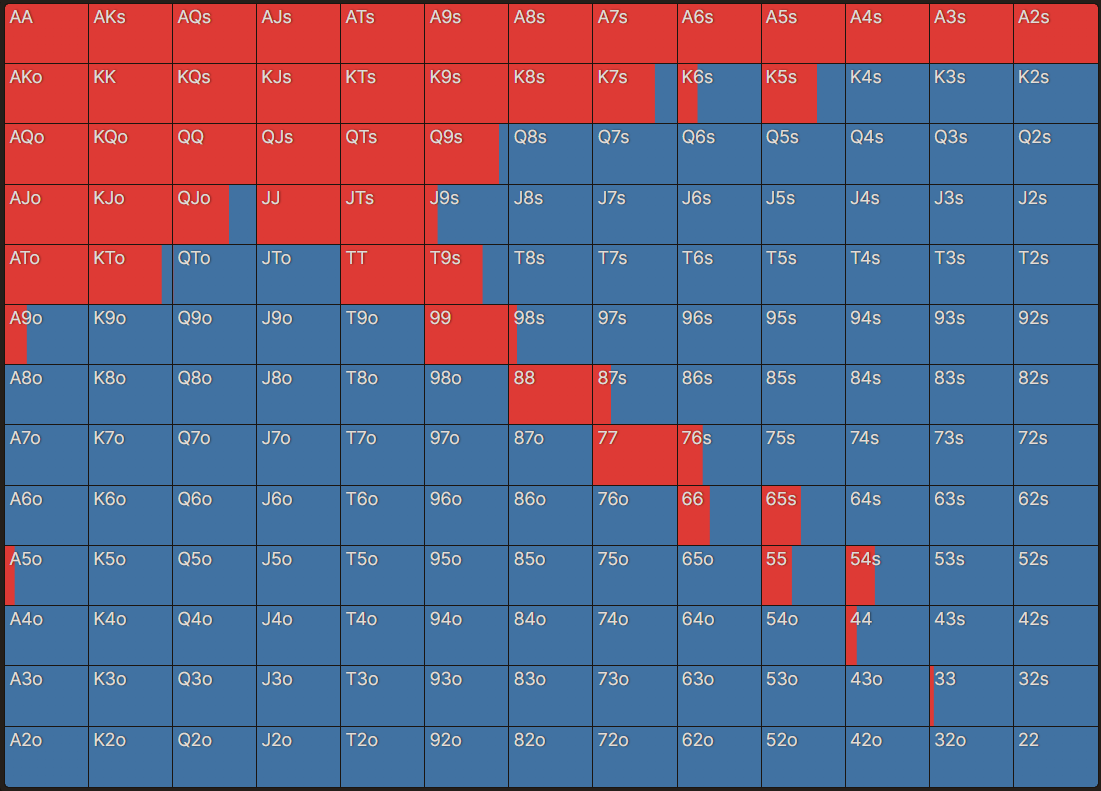 AA AKs AQs AJs ATs A9s A8s A7s A6s A5s A4s A3s A2s
AKo KK KQs KJs KTs K9s K8s K7s K6s K5s K4s K3s K2s
AQo KQo QQ QJs QTs Q9s Q8s Q7s Q6s Q5s Q4s Q3s Q2s
AJo KJo QJo JJ JTs J9s J8s J7s J6s J5s J4s J3s J2s
ATo KTo QTo JTo TT T9s T8s T7s T6s T5s T4s T3s T2s
A9o K9o Q9o J9o T9o 99 98s 97s 96s 95s 94s 93s 92s
A8o K8o Q8o J8o T8o 98o 88 87s 86s 85s 84s 83s 82s
A7o K7o Q7o J7o T7o 97o 87o 77 76s 75s 74s 73s 72s
A6o K6o Q6o J6o T6o 96o 86o 76o 66 65s 64s 63s 62s
A5o K5o Q5o J5o T5o 95o 85o 75o 65o 55 54s 53s 52s
A4o K4o Q4o J4o T4o 94o 84o 74o 64o 54o 44 43s 42s
A3o K3o Q3o J3o T3o 93o 83o 73o 63o 53o 43o 33 32s
A2o K2o Q2o J2o T2o 92o 82o 72o 62o 52o 42o 32o 22